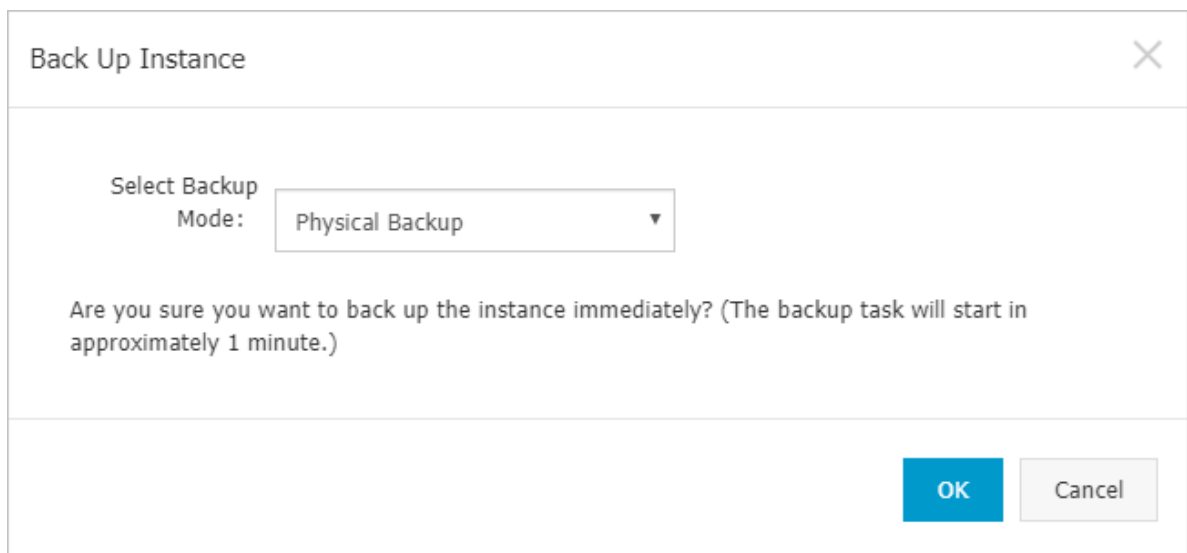 Back Up Instance
Select Backup
Mode:
Physical Backup
Are you sure you want to back up the instance immediately? (The backup task will start in
approximately 1 minute.)
OK
Cancel